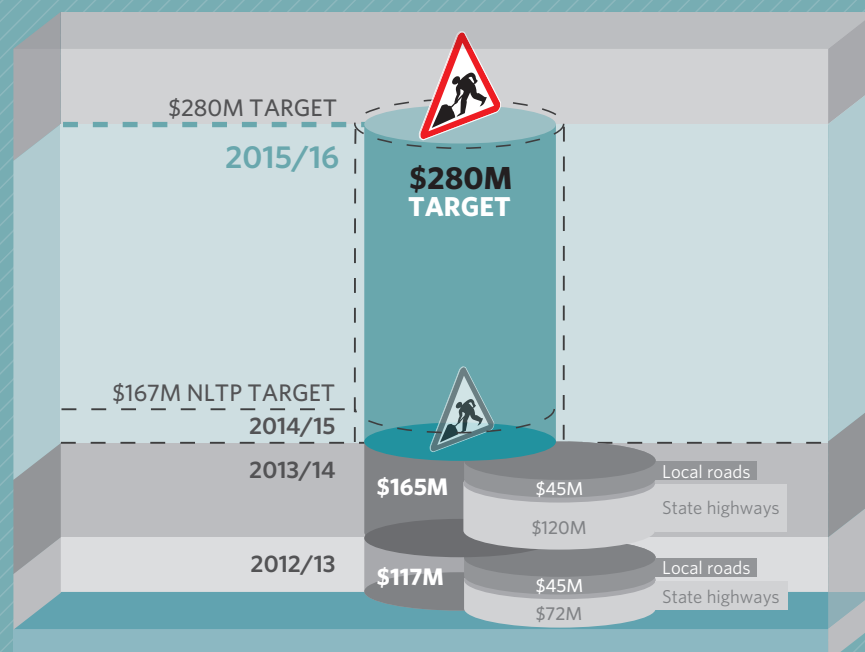 $280M TARGET
2015/16
$280M
TARGET
$167M NLTP TARGET
2014/15
2013/14
$165M
$45M
$120M
Local roads
State highways
2012/13
$117M
$45M
$72M
Local roads
State highways